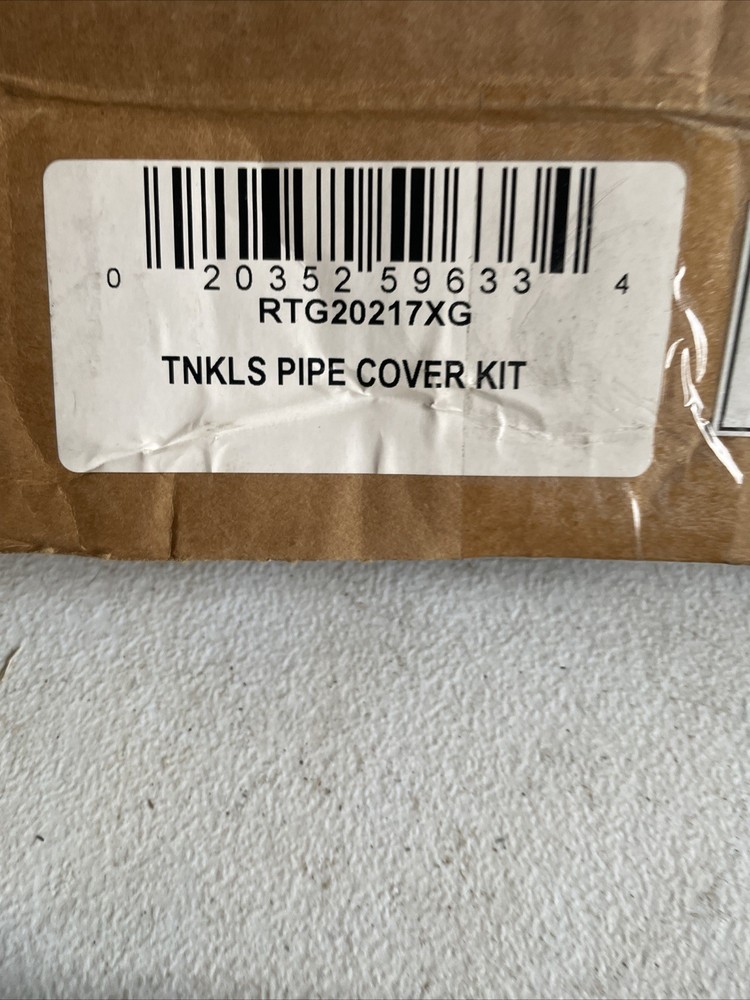 0 20352 59633 4
RTG20217XG
TNKLS PIPE COVER KIT